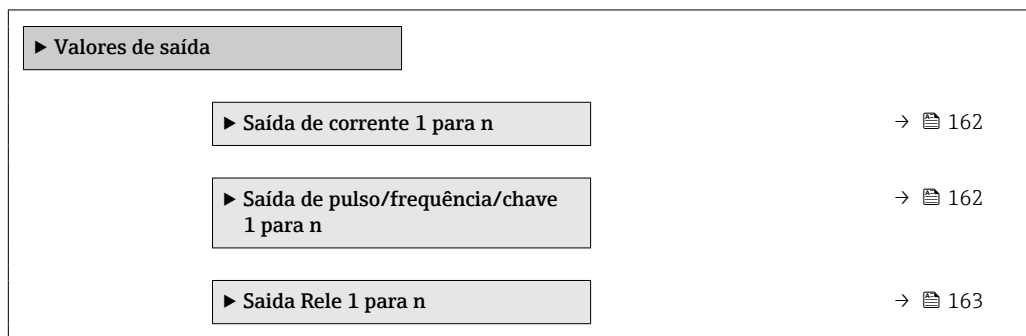 ▶ Valores de saída
▶ Saída de corrente 1 para n → 162
▶ Saída de pulso/frequência/chave → 162
1 para n
▶ Saida Rele 1 para n → 163